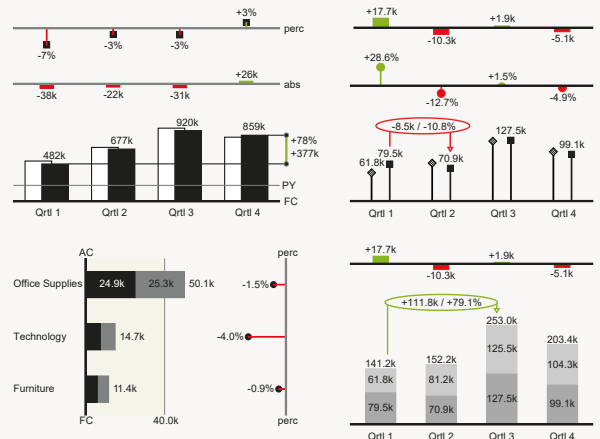 +3%
perc
-7%
-3%
-3%
+26k
abs
-38k
-22k
-31k
482k
677k
920k
859k
+78%
+377k
PY
FC
Qrtl 1
Qrtl 2
Qrtl 3
Qrtl 4
+17.7k
-10.3k
+1.9k
-5.1k
+28.6%
-12.7%
+1.5%
-4.9%
-8.5k / -10.8%
61.8k
79.5k
70.9k
127.5k
99.1k
Qrtl 1
Qrtl 2
Qrtl 3
Qrtl 4
AC
perc
Office Supplies
24.9k
25.3k
50.1k
-1.5%
Technology
14.7k
-4.0%
Furniture
11.4k
-0.9%
FC
40.0k
perc
+17.7k
-10.3k
+1.9k
-5.1k
+111.8k / +79.1%
141.2k
152.2k
253.0k
203.4k
61.8k
81.2k
125.5k
104.3k
79.5k
70.9k
127.5k
99.1k
Qrtl 1
Qrtl 2
Qrtl 3
Qrtl 4